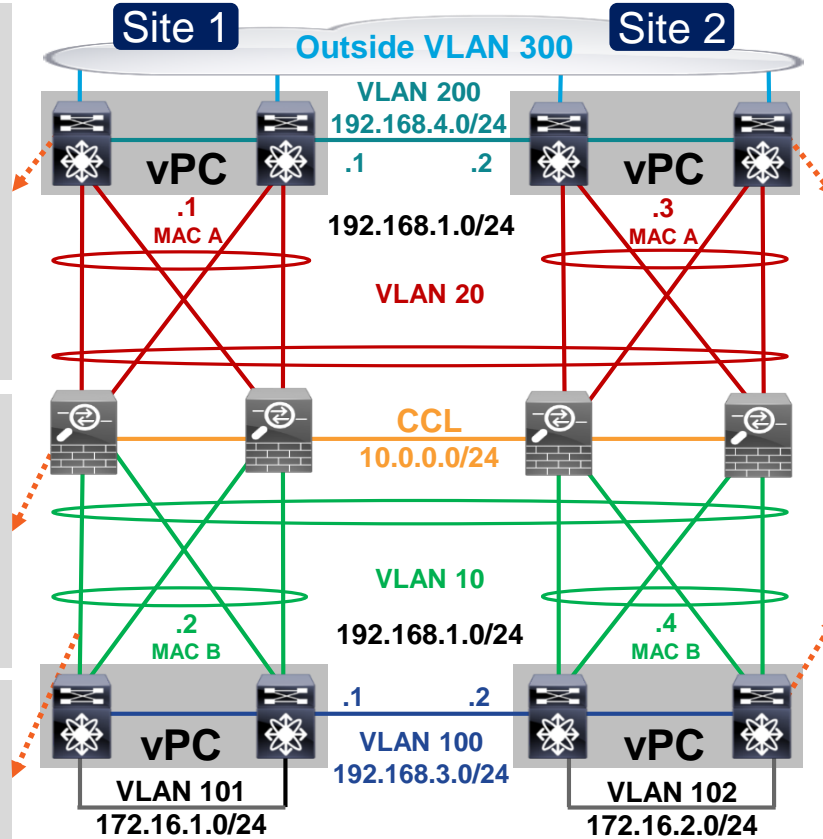 Site 1
Site 2
Outside VLAN 300
VLAN 200
192.168.4.0/24
vPC
.1
.2
vPC
.1
MAC A
192.168.1.0/24
.3
MAC A
VLAN 20
CCL
10.0.0.0/24
VLAN 10
.2
MAC B
192.168.1.0/24
.4
MAC B
.1
.2
vPC
VLAN 100
192.168.3.0/24
vPC
VLAN 101
172.16.1.0/24
VLAN 102
172.16.2.0/24